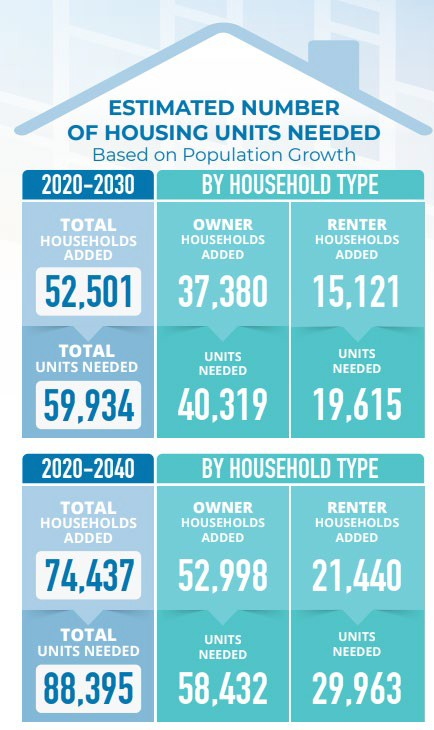 ESTIMATED NUMBER
OF HOUSING UNITS NEEDED
Based on Population Growth
2020–2030
BY HOUSEHOLD TYPE
TOTAL
HOUSEHOLDS
ADDED
52,501
OWNER
HOUSEHOLDS
ADDED
37,380
RENTER
HOUSEHOLDS
ADDED
15,121
TOTAL
UNITS NEEDED
59,934
UNITS
NEEDED
40,319
UNITS
NEEDED
19,615
2020–2040
BY HOUSEHOLD TYPE
TOTAL
HOUSEHOLDS
ADDED
74,437
OWNER
HOUSEHOLDS
ADDED
52,998
RENTER
HOUSEHOLDS
ADDED
21,440
TOTAL
UNITS NEEDED
88,395
UNITS
NEEDED
58,432
UNITS
NEEDED
29,963